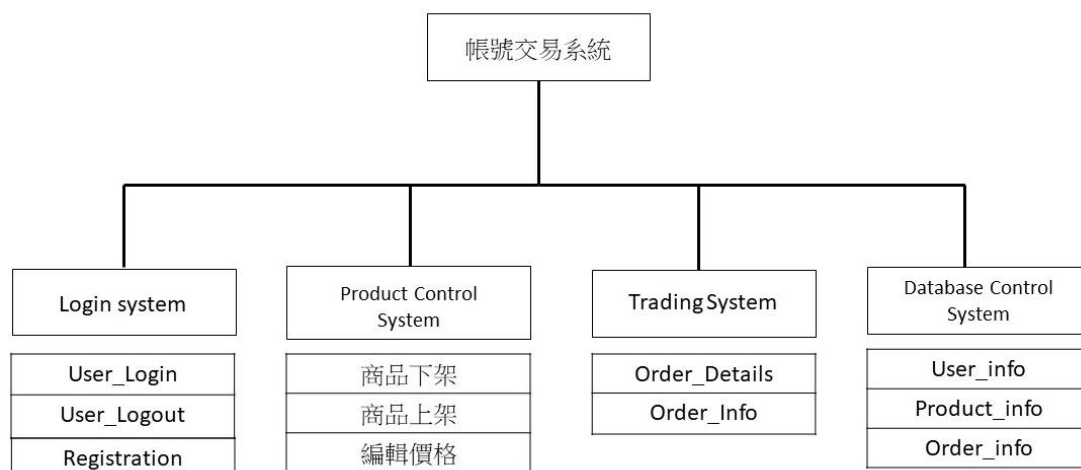 帳號交易系統
Login system
User_Login
User_Logout
Registration
Product Control
System
商品下架
商品上架
編輯價格
Trading System
Order_Details
Order_Info
Database Control
System
User_info
Product_info
Order_info